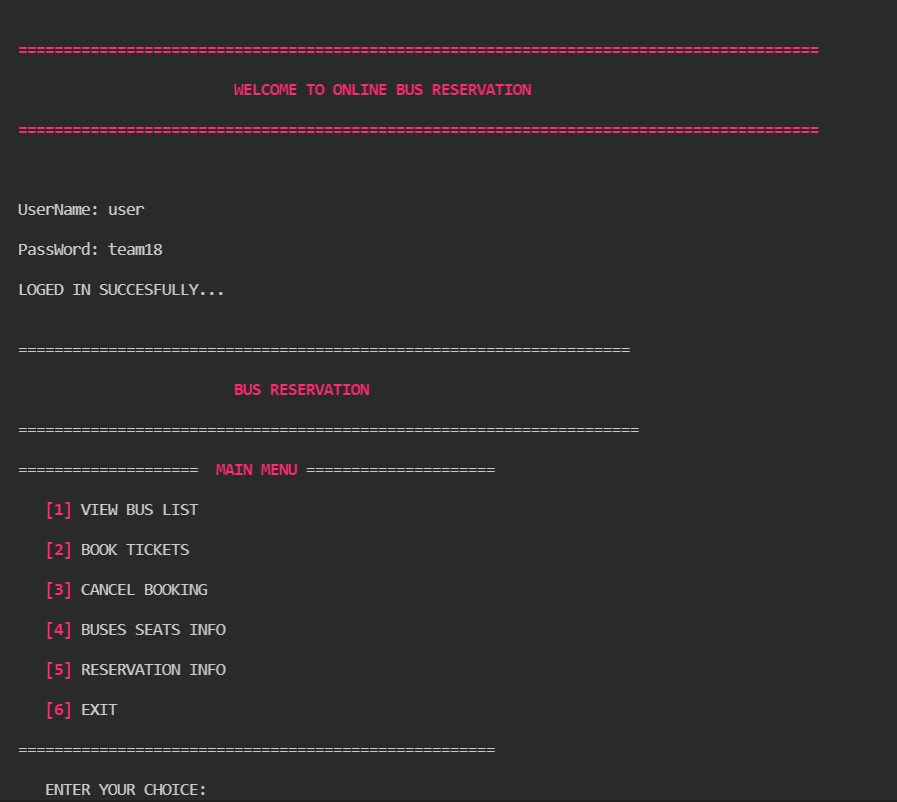 =========================================================================================
WELCOME TO ONLINE BUS RESERVATION
=========================================================================================
UserName: user
PassWord: team18
LOGED IN SUCCESFULLY...
====================================================================
BUS RESERVATION
=====================================================================
==================== MAIN MENU =====================
[1] VIEW BUS LIST
[2] BOOK TICKETS
[3] CANCEL BOOKING
[4] BUSES SEATS INFO
[5] RESERVATION INFO
[6] EXIT
=====================================================
ENTER YOUR CHOICE: